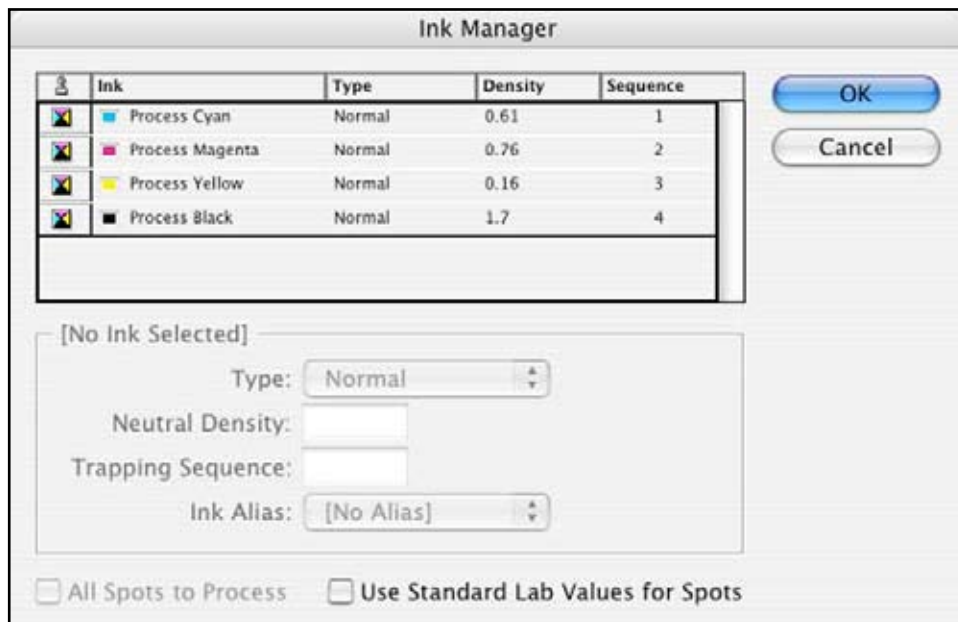 Ink Manager
Ink Type Density Sequence
Process Cyan Normal 0.61 1
Process Magenta Normal 0.76 2
Process Yellow Normal 0.16 3
Process Black Normal 1.7 4
OK
Cancel
[No Ink Selected]
Type: Normal
Neutral Density:
Trapping Sequence:
Ink Alias: [No Alias]
All Spots to Process Use Standard Lab Values for Spots